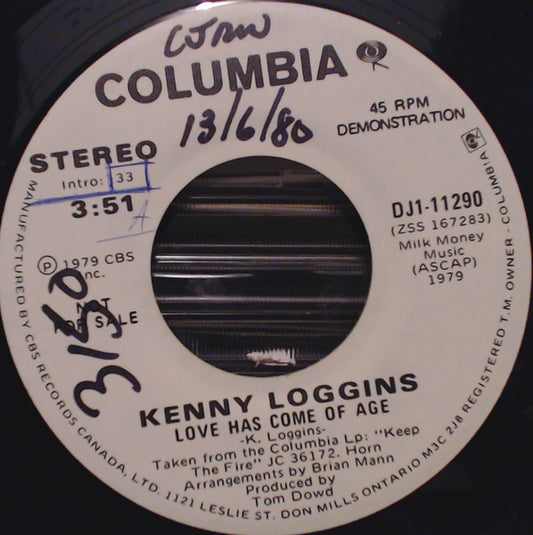 CJRW
COLUMBIA
13/6/80
45 RPM
DEMONSTRATION
STEREO
Intro: 33
3:51
A
DJ1-11290
(ZSS 167283)
Milk Money
Music
(ASCAP)
1979
Ⓟ 1979 CBS
Inc.
NOT
FOR SALE
3150
KENNY LOGGINS
LOVE HAS COME OF AGE
-K. Loggins-
Taken from the Columbia Lp: "Keep
The Fire" JC 36172. Horn
Arrangements by Brian Mann
Produced by
Tom Dowd
MANUFACTURED BY CBS RECORDS CANADA, LTD. 1121 LESLIE ST. DON MILLS ONTARIO M3C 2J8 REGISTERED T.M. OWNER - COLUMBIA